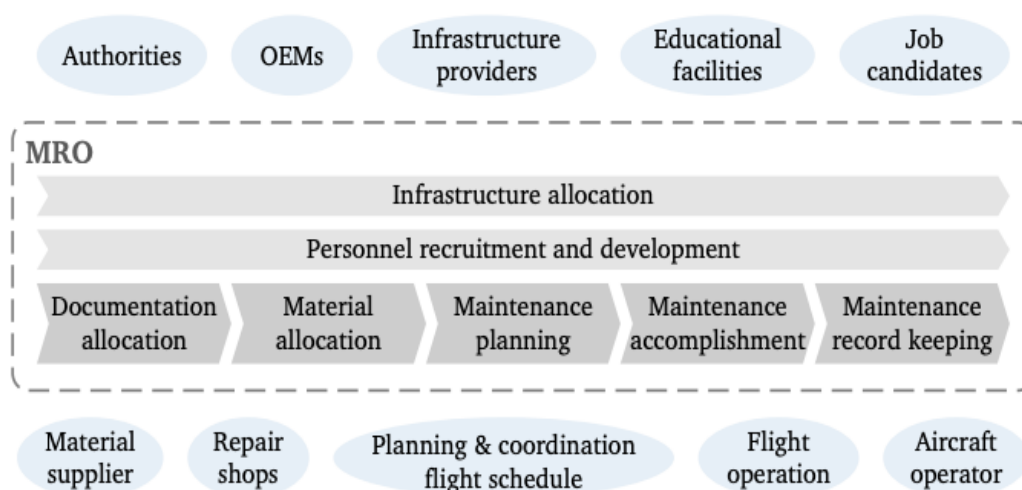 Authorities
OEMs
Infrastructure
providers
Educational
facilities
Job
candidates
MRO
Infrastructure allocation
Personnel recruitment and development
Documentation
allocation
Material
allocation
Maintenance
planning
Maintenance
accomplishment
Maintenance
record keeping
Material
supplier
Repair
shops
Planning & coordination
flight schedule
Flight
operation
Aircraft
operator